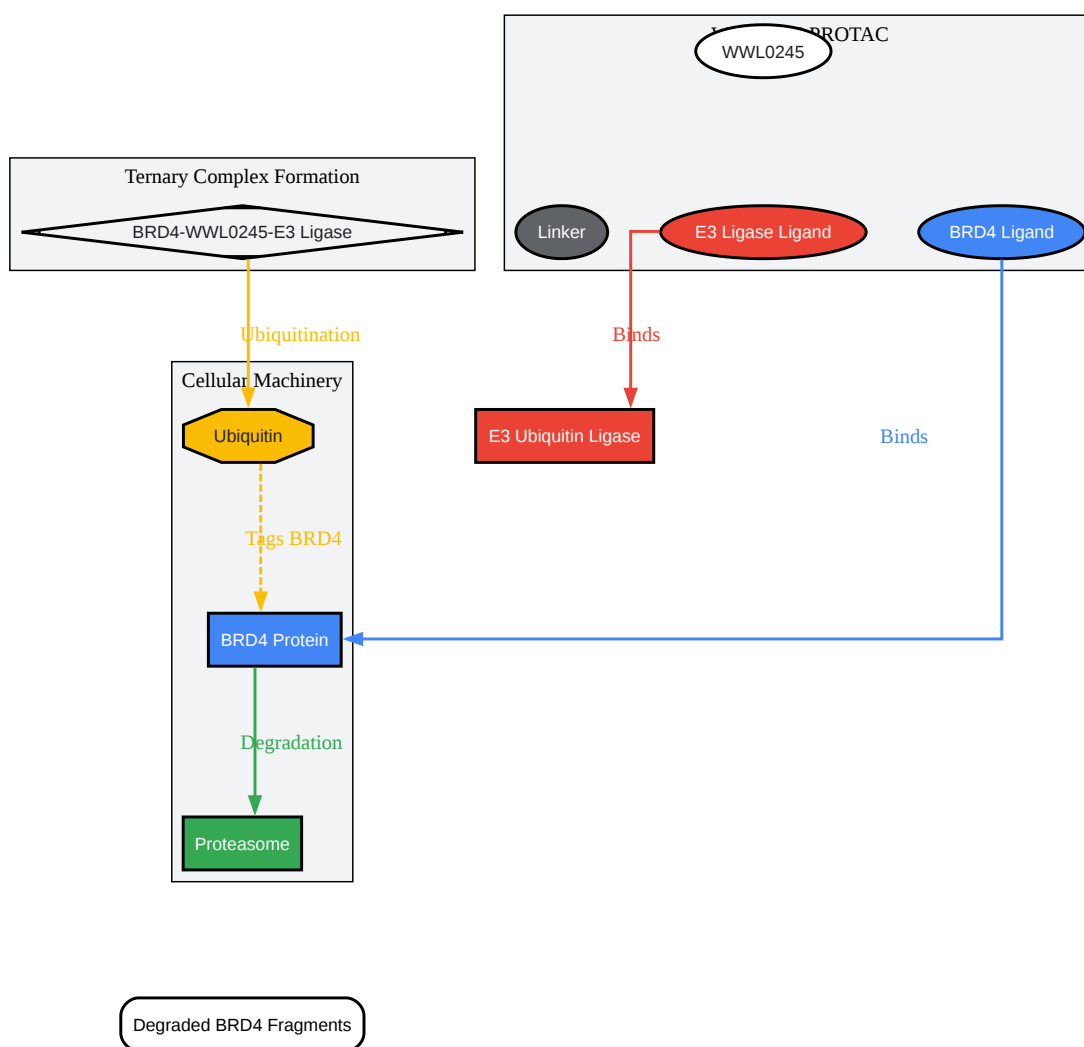 PROTAC
WWL0245
Ternary Complex Formation
BRD4-WWL0245-E3 Ligase
Linker
E3 Ligase Ligand
BRD4 Ligand
Ubiquitination
Binds
Cellular Machinery
Ubiquitin
E3 Ubiquitin Ligase
Binds
Tags BRD4
BRD4 Protein
Degradation
Proteasome
Degraded BRD4 Fragments